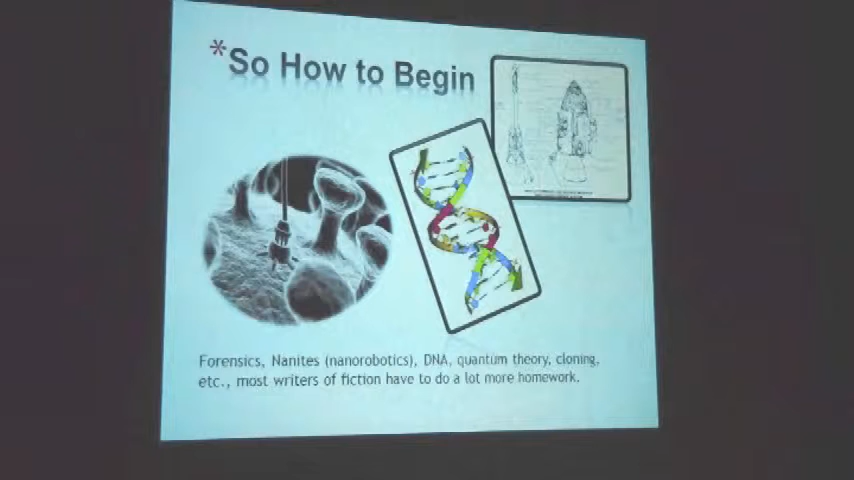 *So How to Begin
Forensics, Nanites (nanorobotics), DNA, quantum theory, cloning,
etc., most writers of fiction have to do a lot more homework.